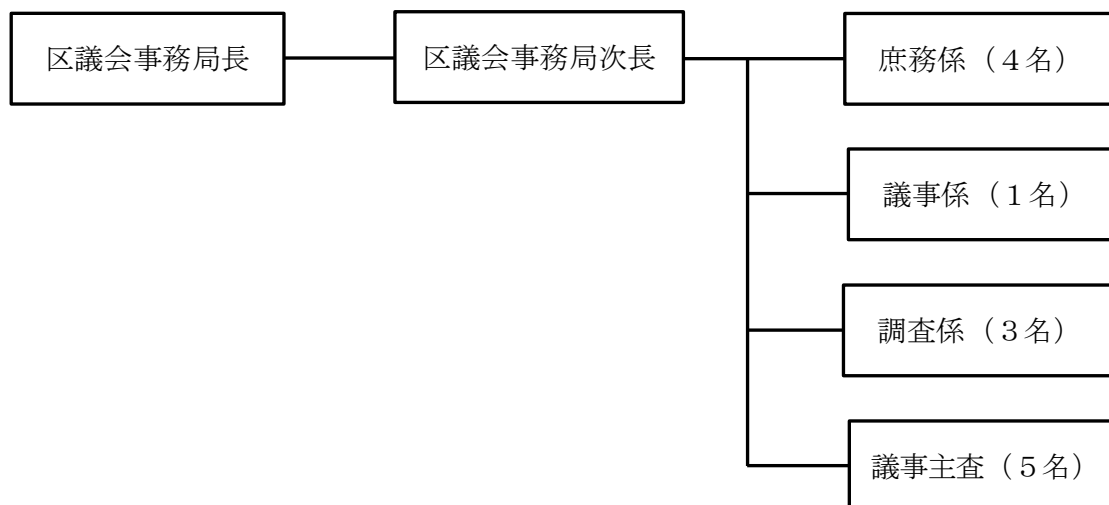 区議会事務局長
区議会事務局次長
庶務係（４名）
議事係（１名）
調査係（３名）
議事主査（５名）